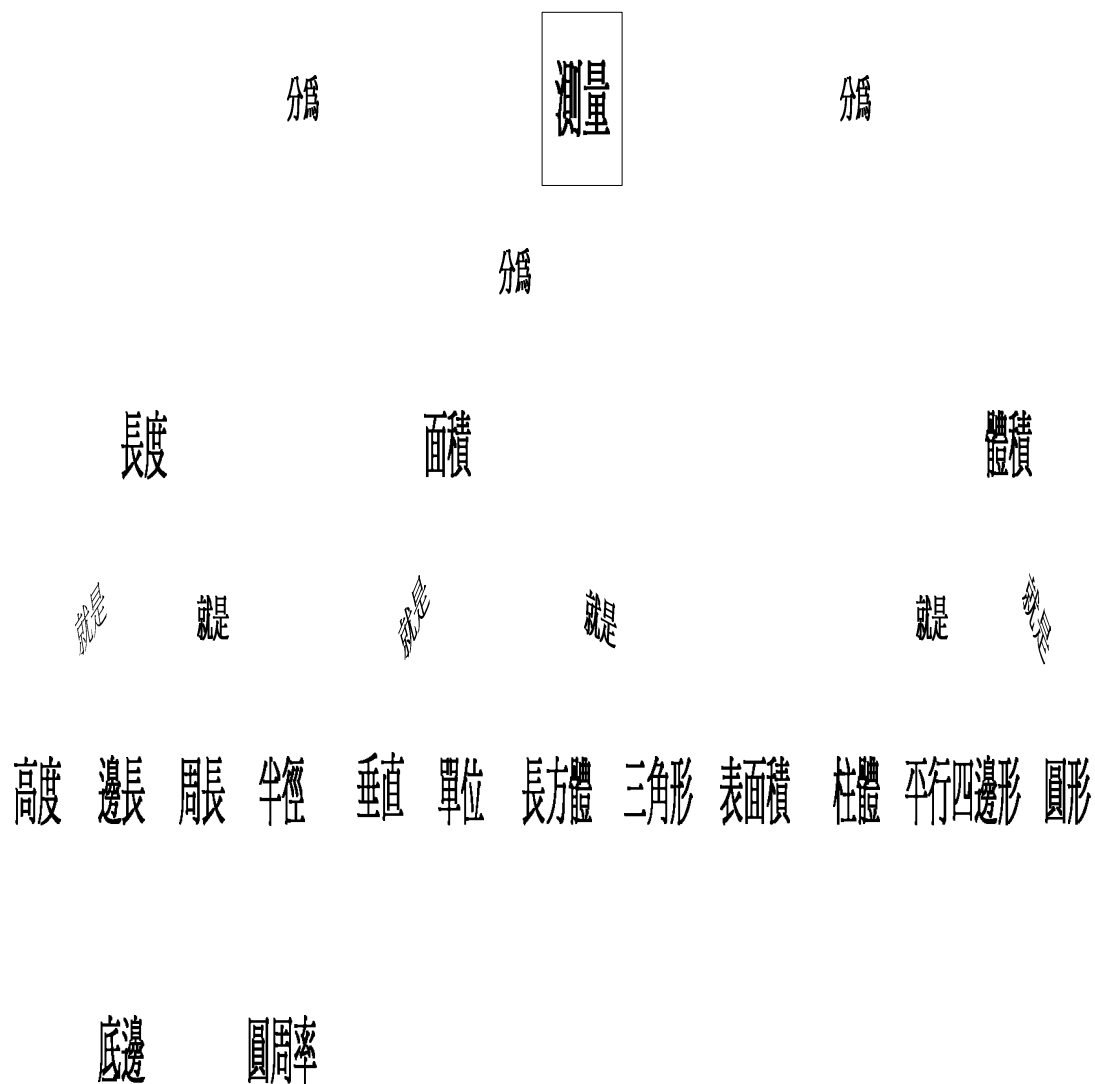 分爲 測量 分爲
分爲
長度 面積 體積
就是 就是 就是 就是 就是 就是
高度 邊長 周長 半徑 垂直 單位 長方體 三角形 表面積 柱體 平行四邊形 圓形
底邊 圓周率